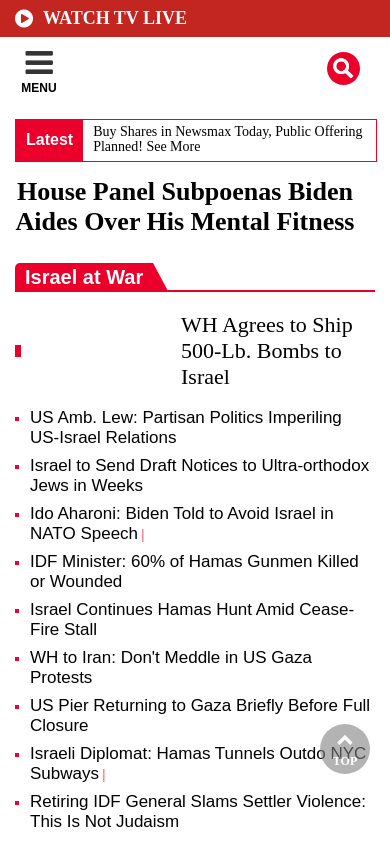 WATCH TV LIVE
MENU
Latest
Buy Shares in Newsmax Today, Public Offering
Planned! See More
House Panel Subpoenas Biden
Aides Over His Mental Fitness
Israel at War
WH Agrees to Ship
500-Lb. Bombs to
Israel
US Amb. Lew: Partisan Politics Imperiling
US-Israel Relations
Israel to Send Draft Notices to Ultra-orthodox
Jews in Weeks
Ido Aharoni: Biden Told to Avoid Israel in
NATO Speech |
IDF Minister: 60% of Hamas Gunmen Killed
or Wounded
Israel Continues Hamas Hunt Amid Cease-
Fire Stall
WH to Iran: Don't Meddle in US Gaza
Protests
US Pier Returning to Gaza Briefly Before Full
Closure
Israeli Diplomat: Hamas Tunnels Outdo NYC
Subways |
TOP
Retiring IDF General Slams Settler Violence:
This Is Not Judaism